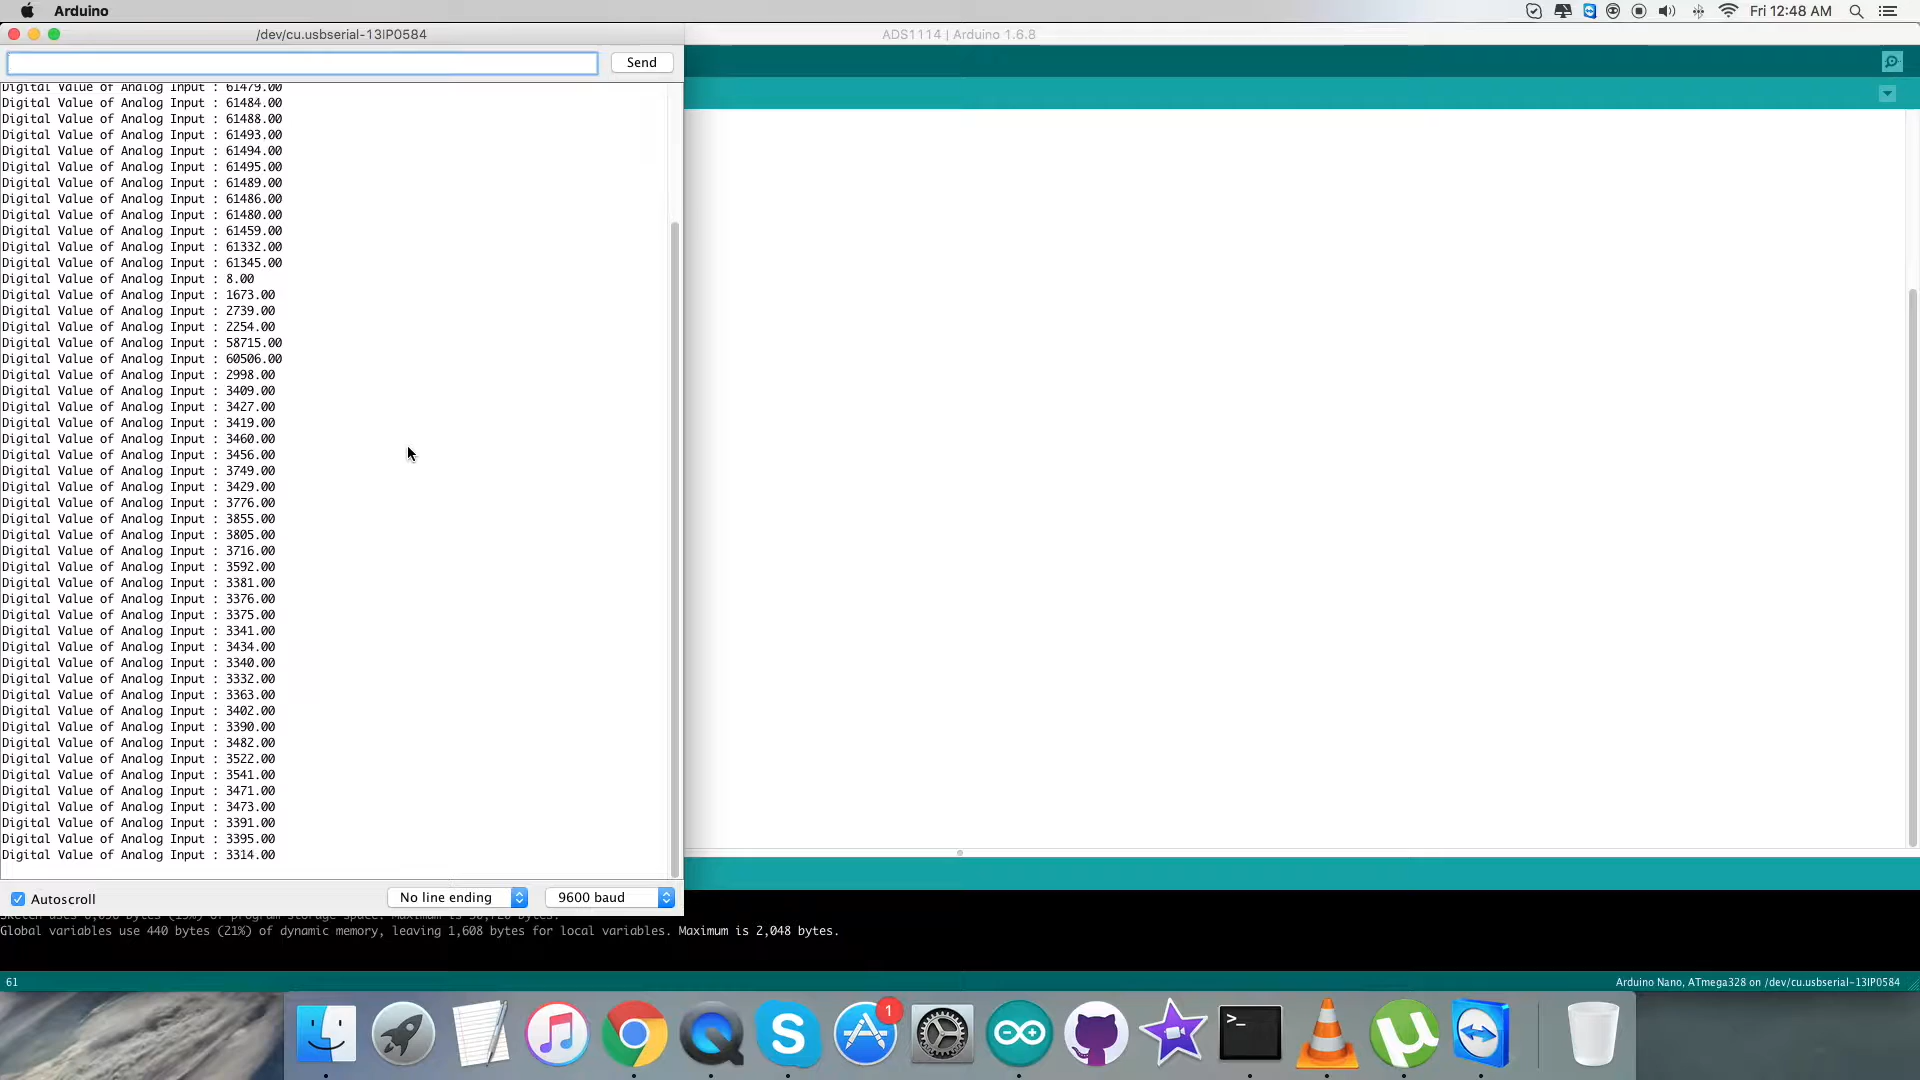 Arduino
Fri 12:48 AM
/dev/cu.usbserial-13IP0584
ADS1114 | Arduino 1.6.8
Send
Digital Value of Analog Input : 61479.00
Digital Value of Analog Input : 61484.00
Digital Value of Analog Input : 61488.00
Digital Value of Analog Input : 61493.00
Digital Value of Analog Input : 61494.00
Digital Value of Analog Input : 61495.00
Digital Value of Analog Input : 61489.00
Digital Value of Analog Input : 61486.00
Digital Value of Analog Input : 61480.00
Digital Value of Analog Input : 61459.00
Digital Value of Analog Input : 61332.00
Digital Value of Analog Input : 61345.00
Digital Value of Analog Input : 8.00
Digital Value of Analog Input : 1673.00
Digital Value of Analog Input : 2739.00
Digital Value of Analog Input : 2254.00
Digital Value of Analog Input : 58715.00
Digital Value of Analog Input : 60506.00
Digital Value of Analog Input : 2998.00
Digital Value of Analog Input : 3409.00
Digital Value of Analog Input : 3427.00
Digital Value of Analog Input : 3419.00
Digital Value of Analog Input : 3460.00
Digital Value of Analog Input : 3456.00
Digital Value of Analog Input : 3749.00
Digital Value of Analog Input : 3429.00
Digital Value of Analog Input : 3776.00
Digital Value of Analog Input : 3855.00
Digital Value of Analog Input : 3805.00
Digital Value of Analog Input : 3716.00
Digital Value of Analog Input : 3592.00
Digital Value of Analog Input : 3381.00
Digital Value of Analog Input : 3376.00
Digital Value of Analog Input : 3375.00
Digital Value of Analog Input : 3341.00
Digital Value of Analog Input : 3434.00
Digital Value of Analog Input : 3340.00
Digital Value of Analog Input : 3332.00
Digital Value of Analog Input : 3363.00
Digital Value of Analog Input : 3402.00
Digital Value of Analog Input : 3390.00
Digital Value of Analog Input : 3482.00
Digital Value of Analog Input : 3522.00
Digital Value of Analog Input : 3541.00
Digital Value of Analog Input : 3471.00
Digital Value of Analog Input : 3473.00
Digital Value of Analog Input : 3391.00
Digital Value of Analog Input : 3395.00
Digital Value of Analog Input : 3314.00
Autoscroll
No line ending
9600 baud
Global variables use 440 bytes (21%) of dynamic memory, leaving 1,608 bytes for local variables. Maximum is 2,048 bytes.
61
Arduino Nano, ATmega328 on /dev/cu.usbserial-13IP0584
1